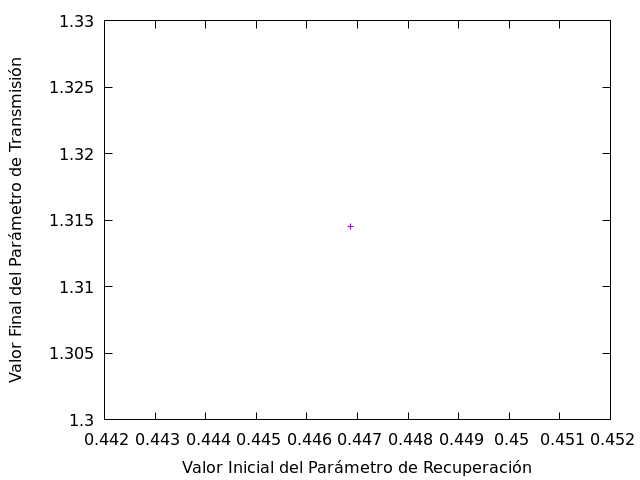 1.33
1.325
1.32
1.315
1.31
1.305
1.3
Valor Final del Parámetro de Transmisión
0.442 0.443 0.444 0.445 0.446 0.447 0.448 0.449 0.45 0.451 0.452
Valor Inicial del Parámetro de Recuperación